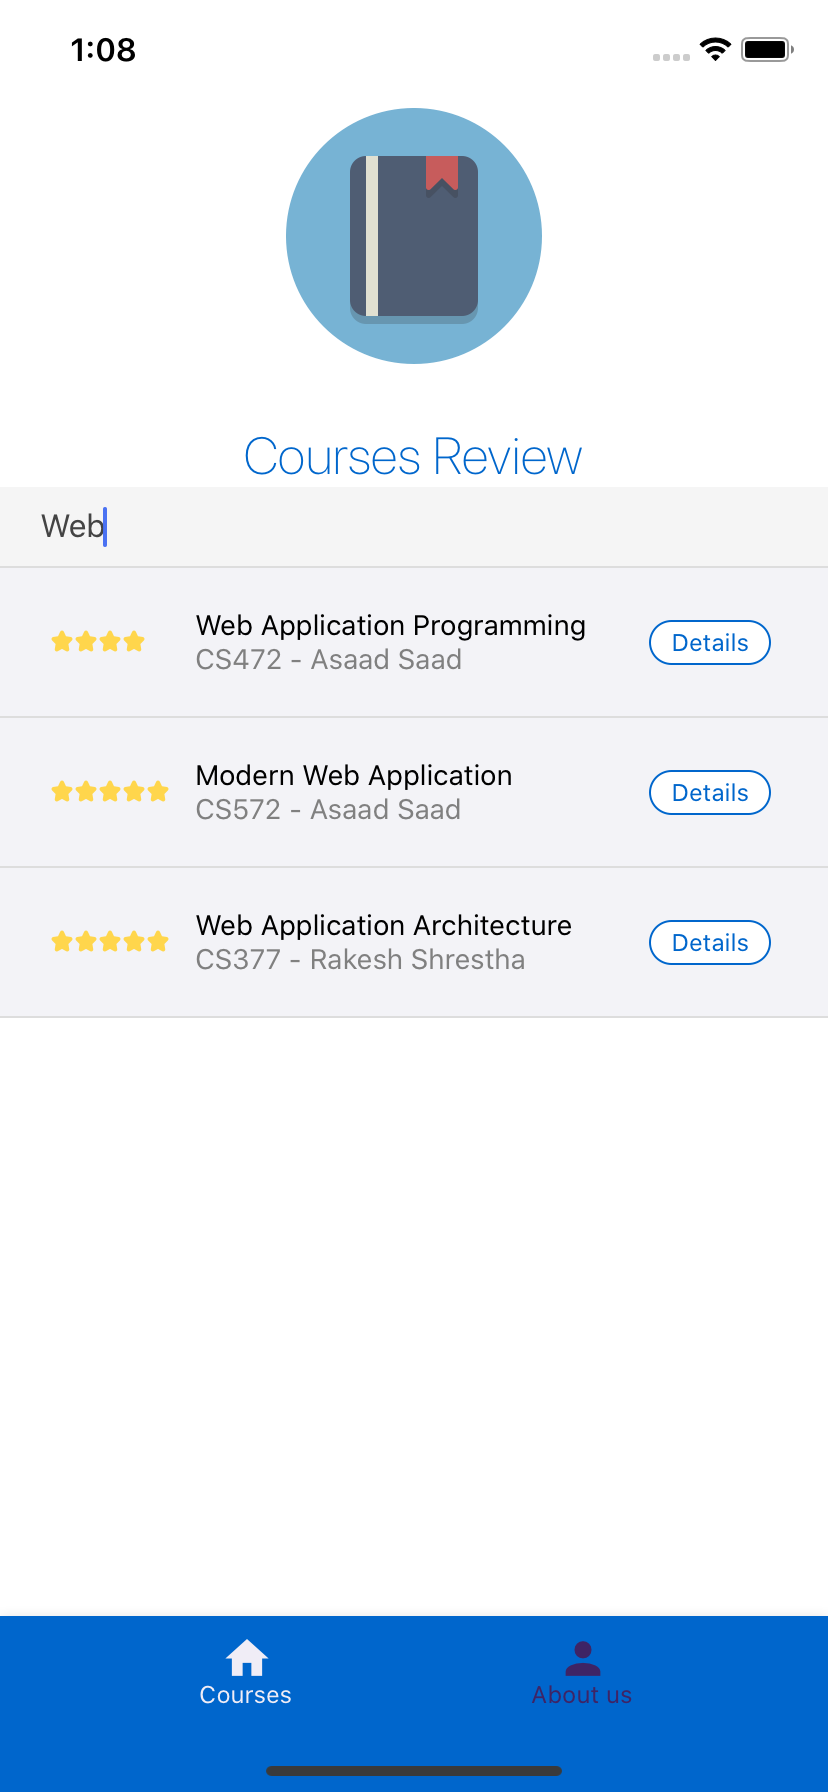 1:08
Courses Review
Web
Web Application Programming
CS472 - Asaad Saad
Details
Modern Web Application
CS572 - Asaad Saad
Details
Web Application Architecture
CS377 - Rakesh Shrestha
Details
Courses
About us